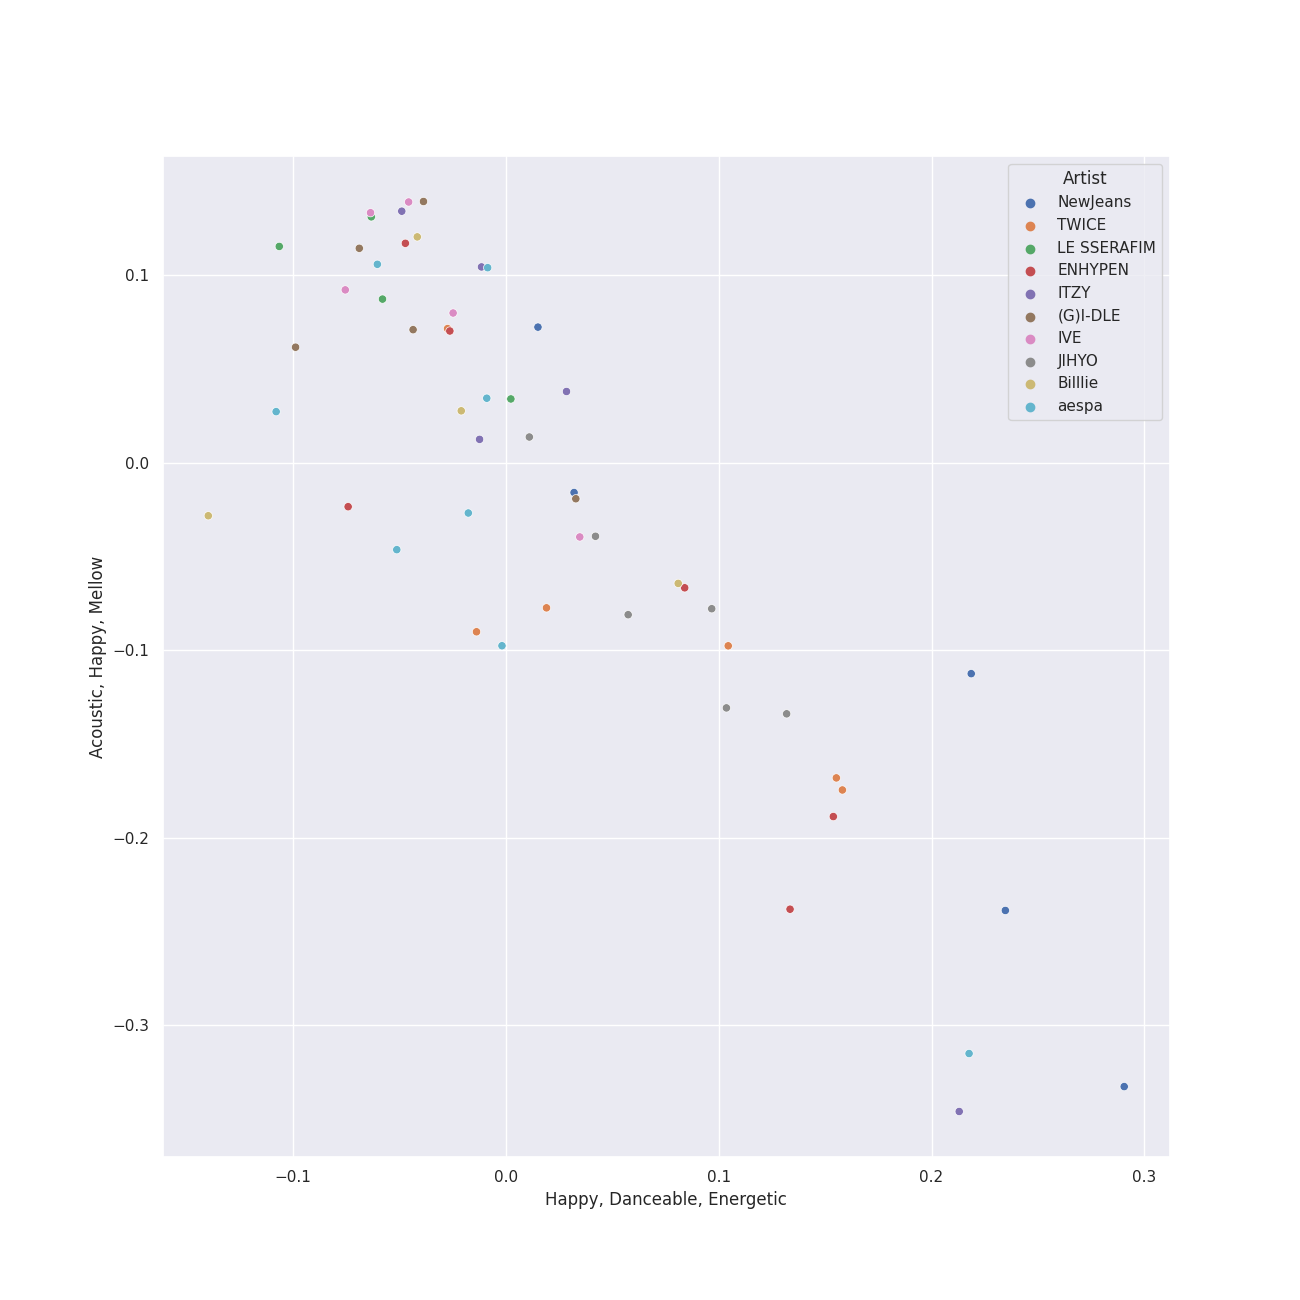 Artist
NewJeans
TWICE
LE SSERAFIM
ENHYPEN
ITZY
(G)I-DLE
IVE
JIHYO
Billlie
aespa
0.1
0.0
−0.1
−0.2
−0.3
Acoustic, Happy, Mellow
−0.1 0.0 0.1 0.2 0.3
Happy, Danceable, Energetic